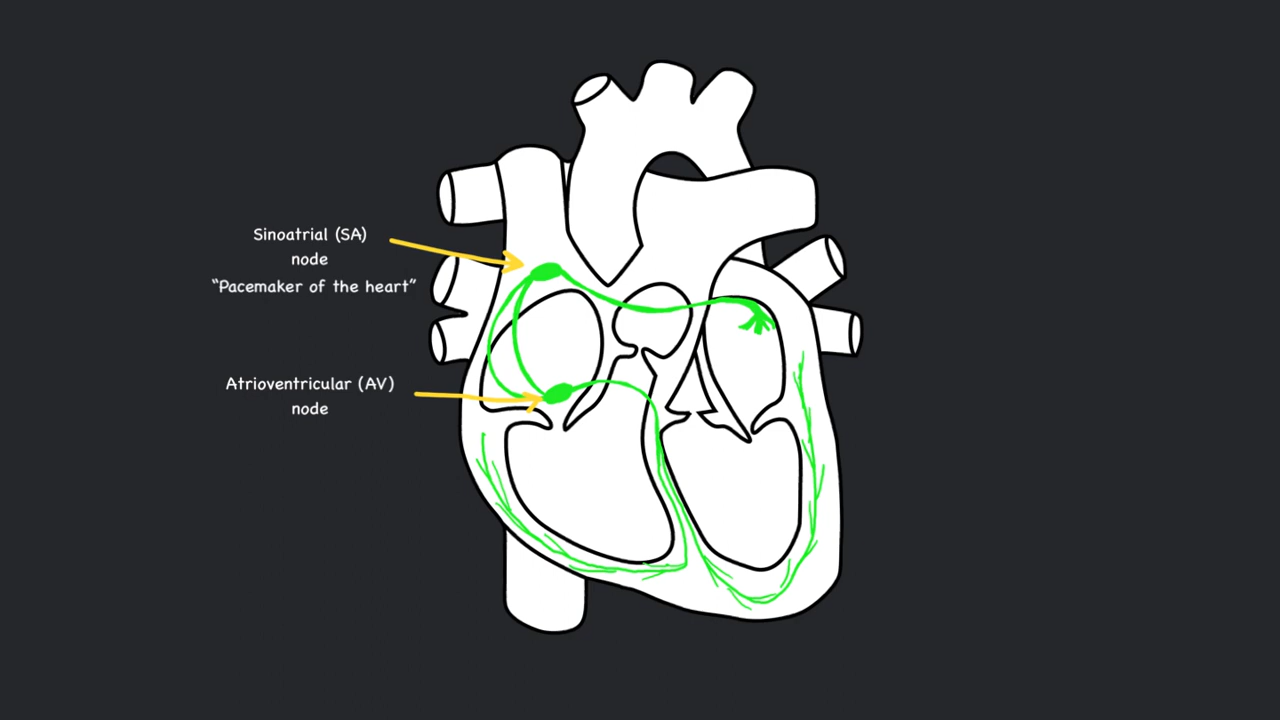 Sinoatrial (SA)
node
“Pacemaker of the heart”
Atrioventricular (AV)
node